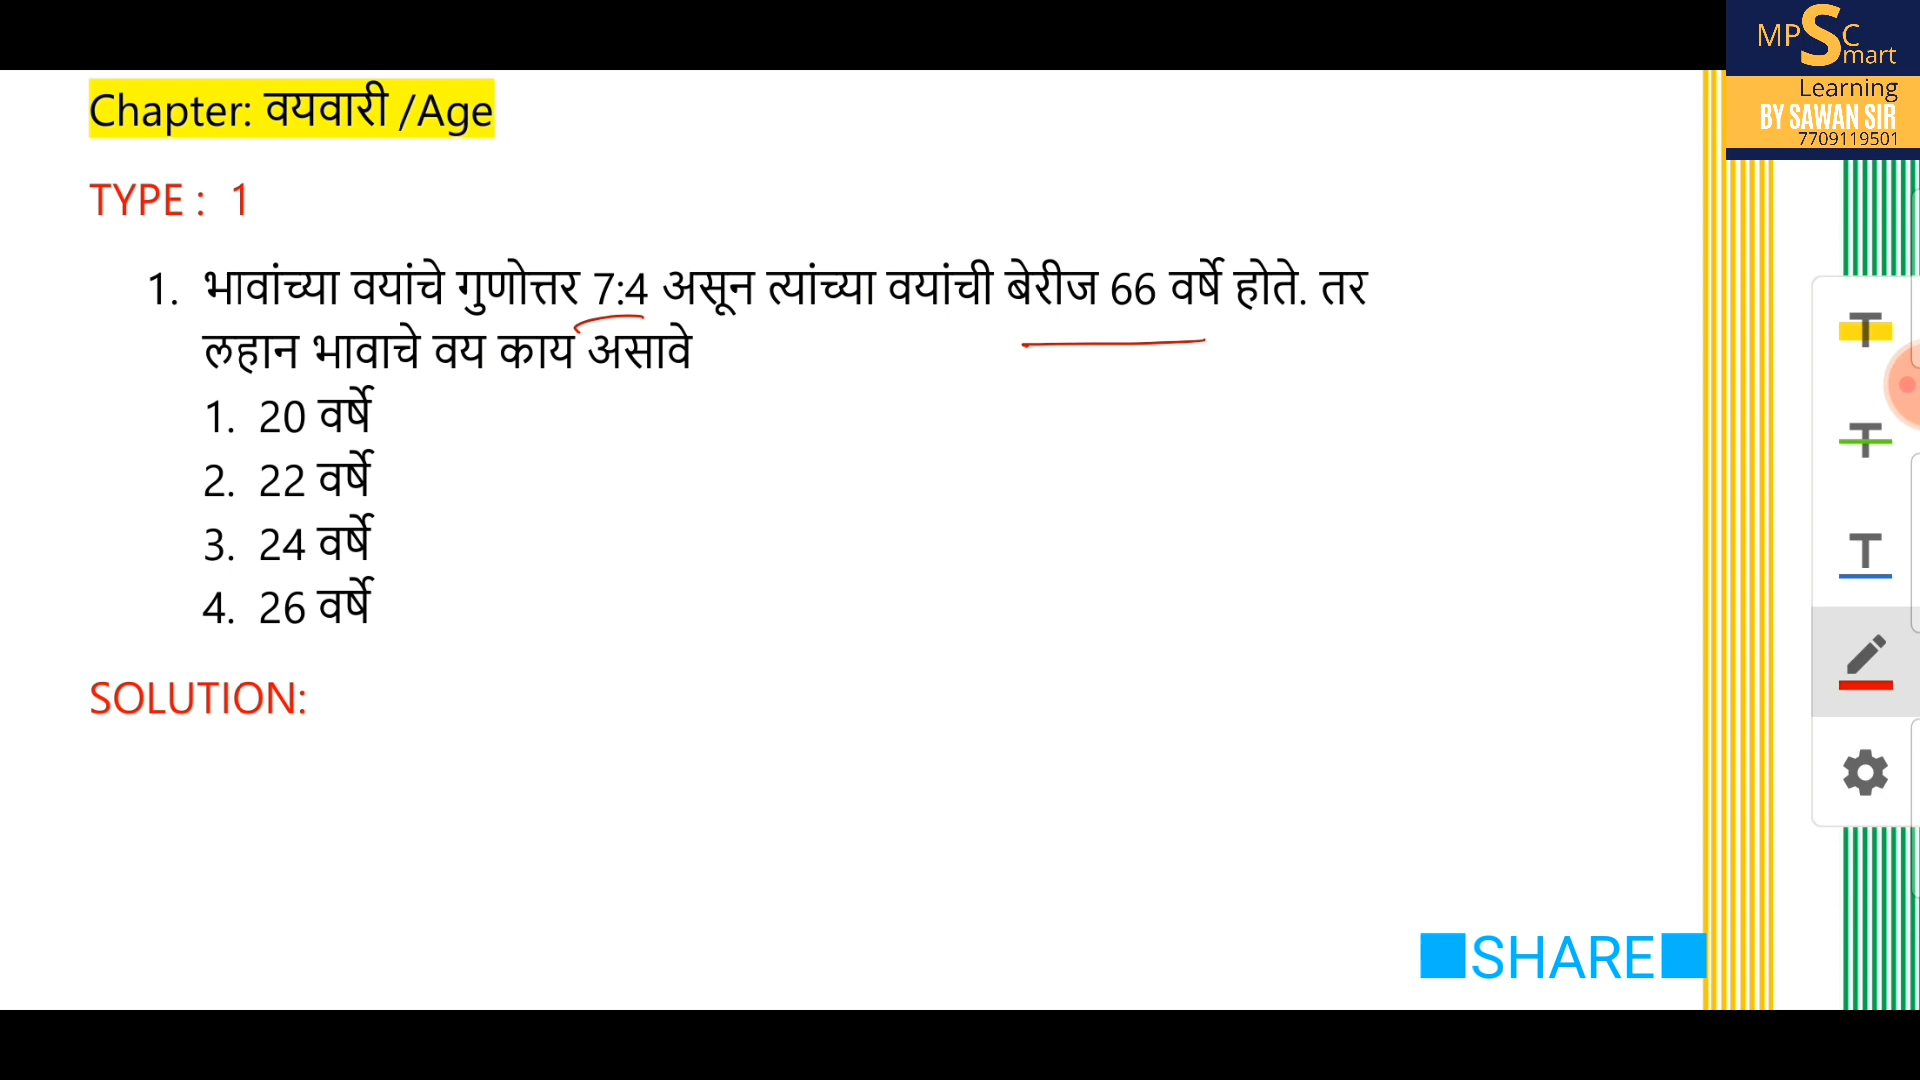 MPSC
Smart
Learning
BY SAWAN SIR
7709119501
Chapter: वयवारी /Age
TYPE : 1
1. भावांच्या वयांचे गुणोत्तर 7:4 असून त्यांच्या वयांची बेरीज 66 वर्षे होते. तर
लहान भावाचे वय काय असावे
1. 20 वर्षे
2. 22 वर्षे
3. 24 वर्षे
4. 26 वर्षे
SOLUTION:
SHARE